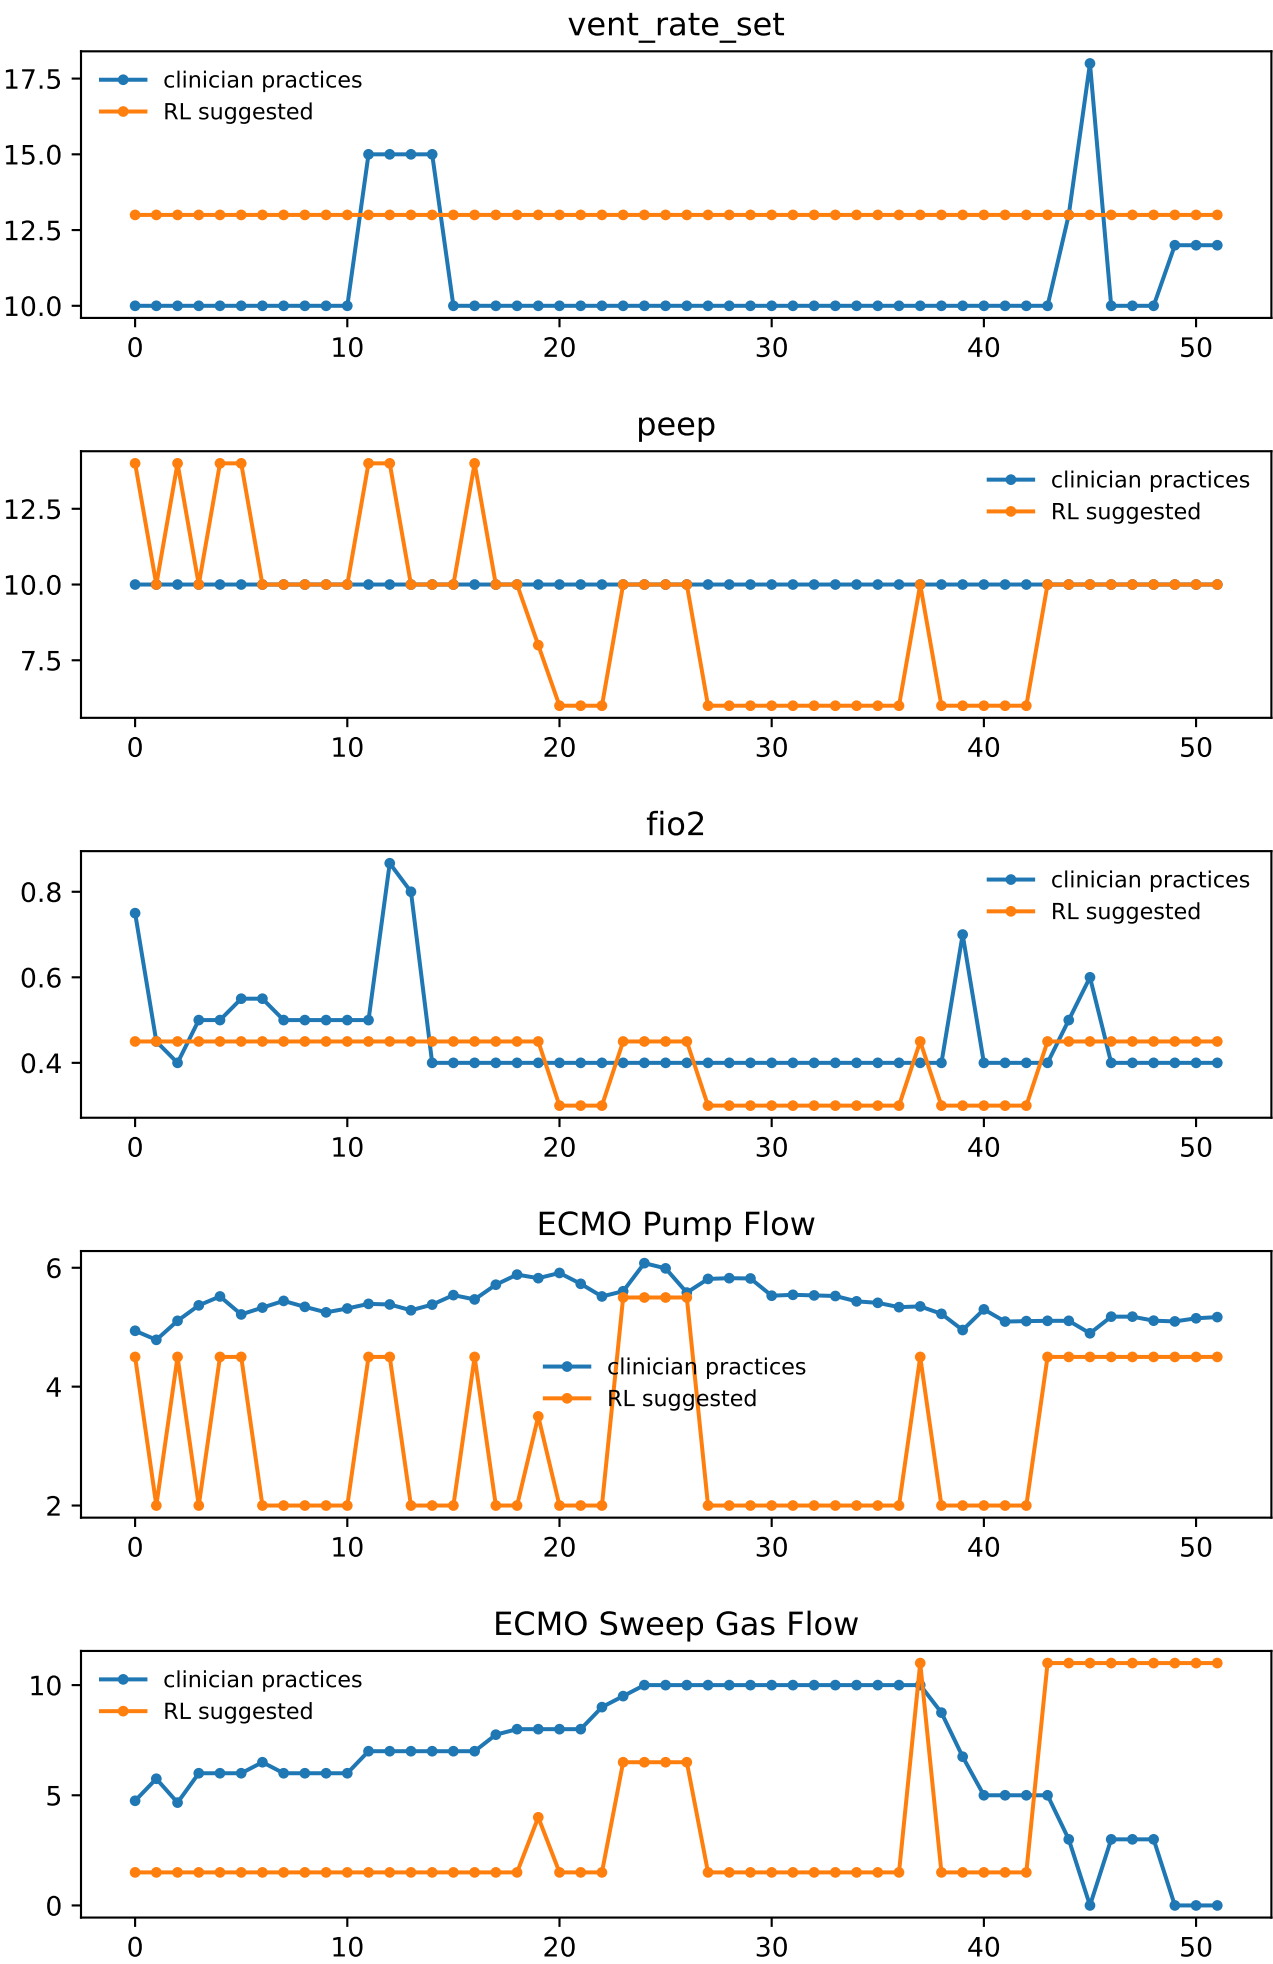 vent_rate_set
clinician practices
RL suggested
17.5
15.0
12.5
10.0
0 10 20 30 40 50
peep
clinician practices
RL suggested
12.5
10.0
7.5
0 10 20 30 40 50
fio2
clinician practices
RL suggested
0.8
0.6
0.4
0 10 20 30 40 50
ECMO Pump Flow
6
clinician practices
4
RL suggested
2
0 10 20 30 40 50
ECMO Sweep Gas Flow
clinician practices
10
RL suggested
5
0
0 10 20 30 40 50